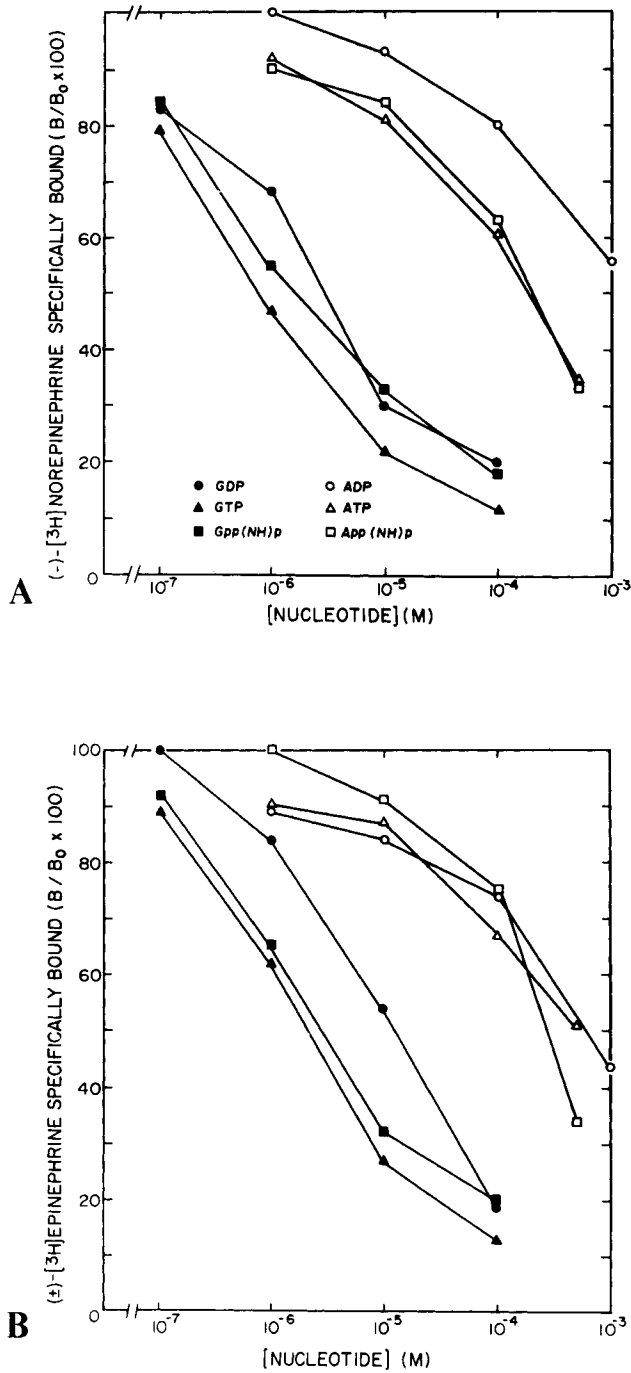 (-)-[3H] NOREPINEPHRINE SPECIFICALLY BOUND (B/B0 x100)
80
60
40
20
0
● GDP
▲ GTP
■ Gpp(NH)p
○ ADP
△ ATP
□ App(NH)p
10-7
10-6
10-5
10-4
10-3
[NUCLEOTIDE] (M)
A
(±)-[3H]EPINEPHRINE SPECIFICALLY BOUND (B/B0 x 100)
100
80
60
40
20
0
10-7
10-6
10-5
10-4
10-3
[NUCLEOTIDE] (M)
B